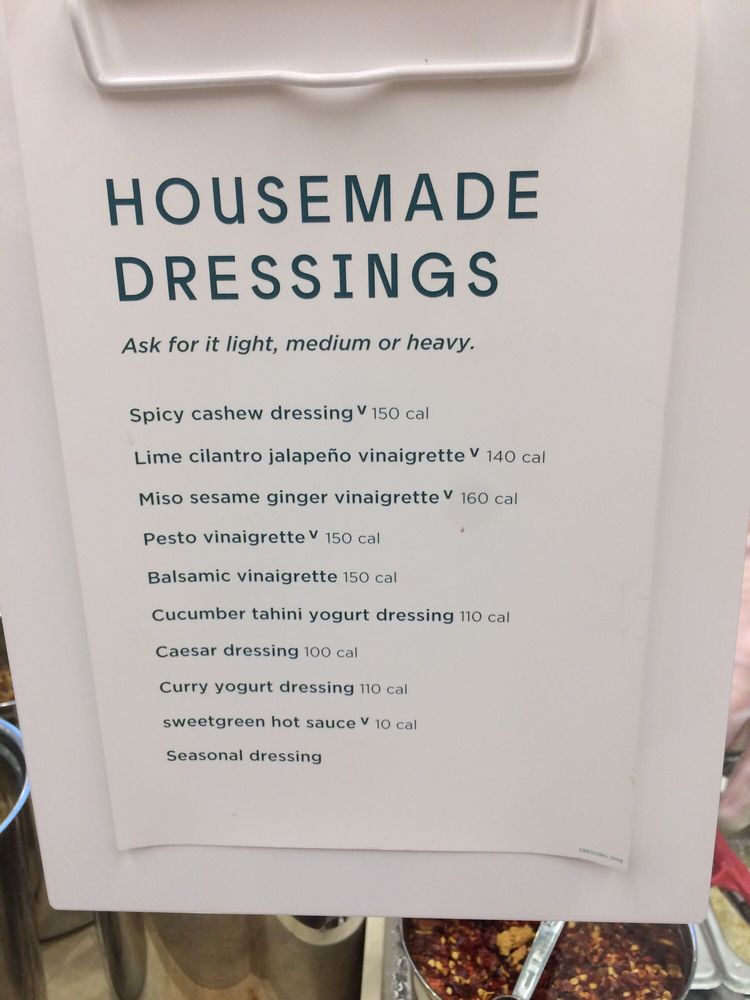 HOUSEMADE
DRESSINGS
Ask for it light, medium or heavy.
Spicy cashew dressing V 150 cal
Lime cilantro jalapeño vinaigrette V 140 cal
Miso sesame ginger vinaigrette V 160 cal
Pesto vinaigrette V 150 cal
Balsamic vinaigrette 150 cal
Cucumber tahini yogurt dressing 110 cal
Caesar dressing 100 cal
Curry yogurt dressing 110 cal
sweetgreen hot sauce V 10 cal
Seasonal dressing